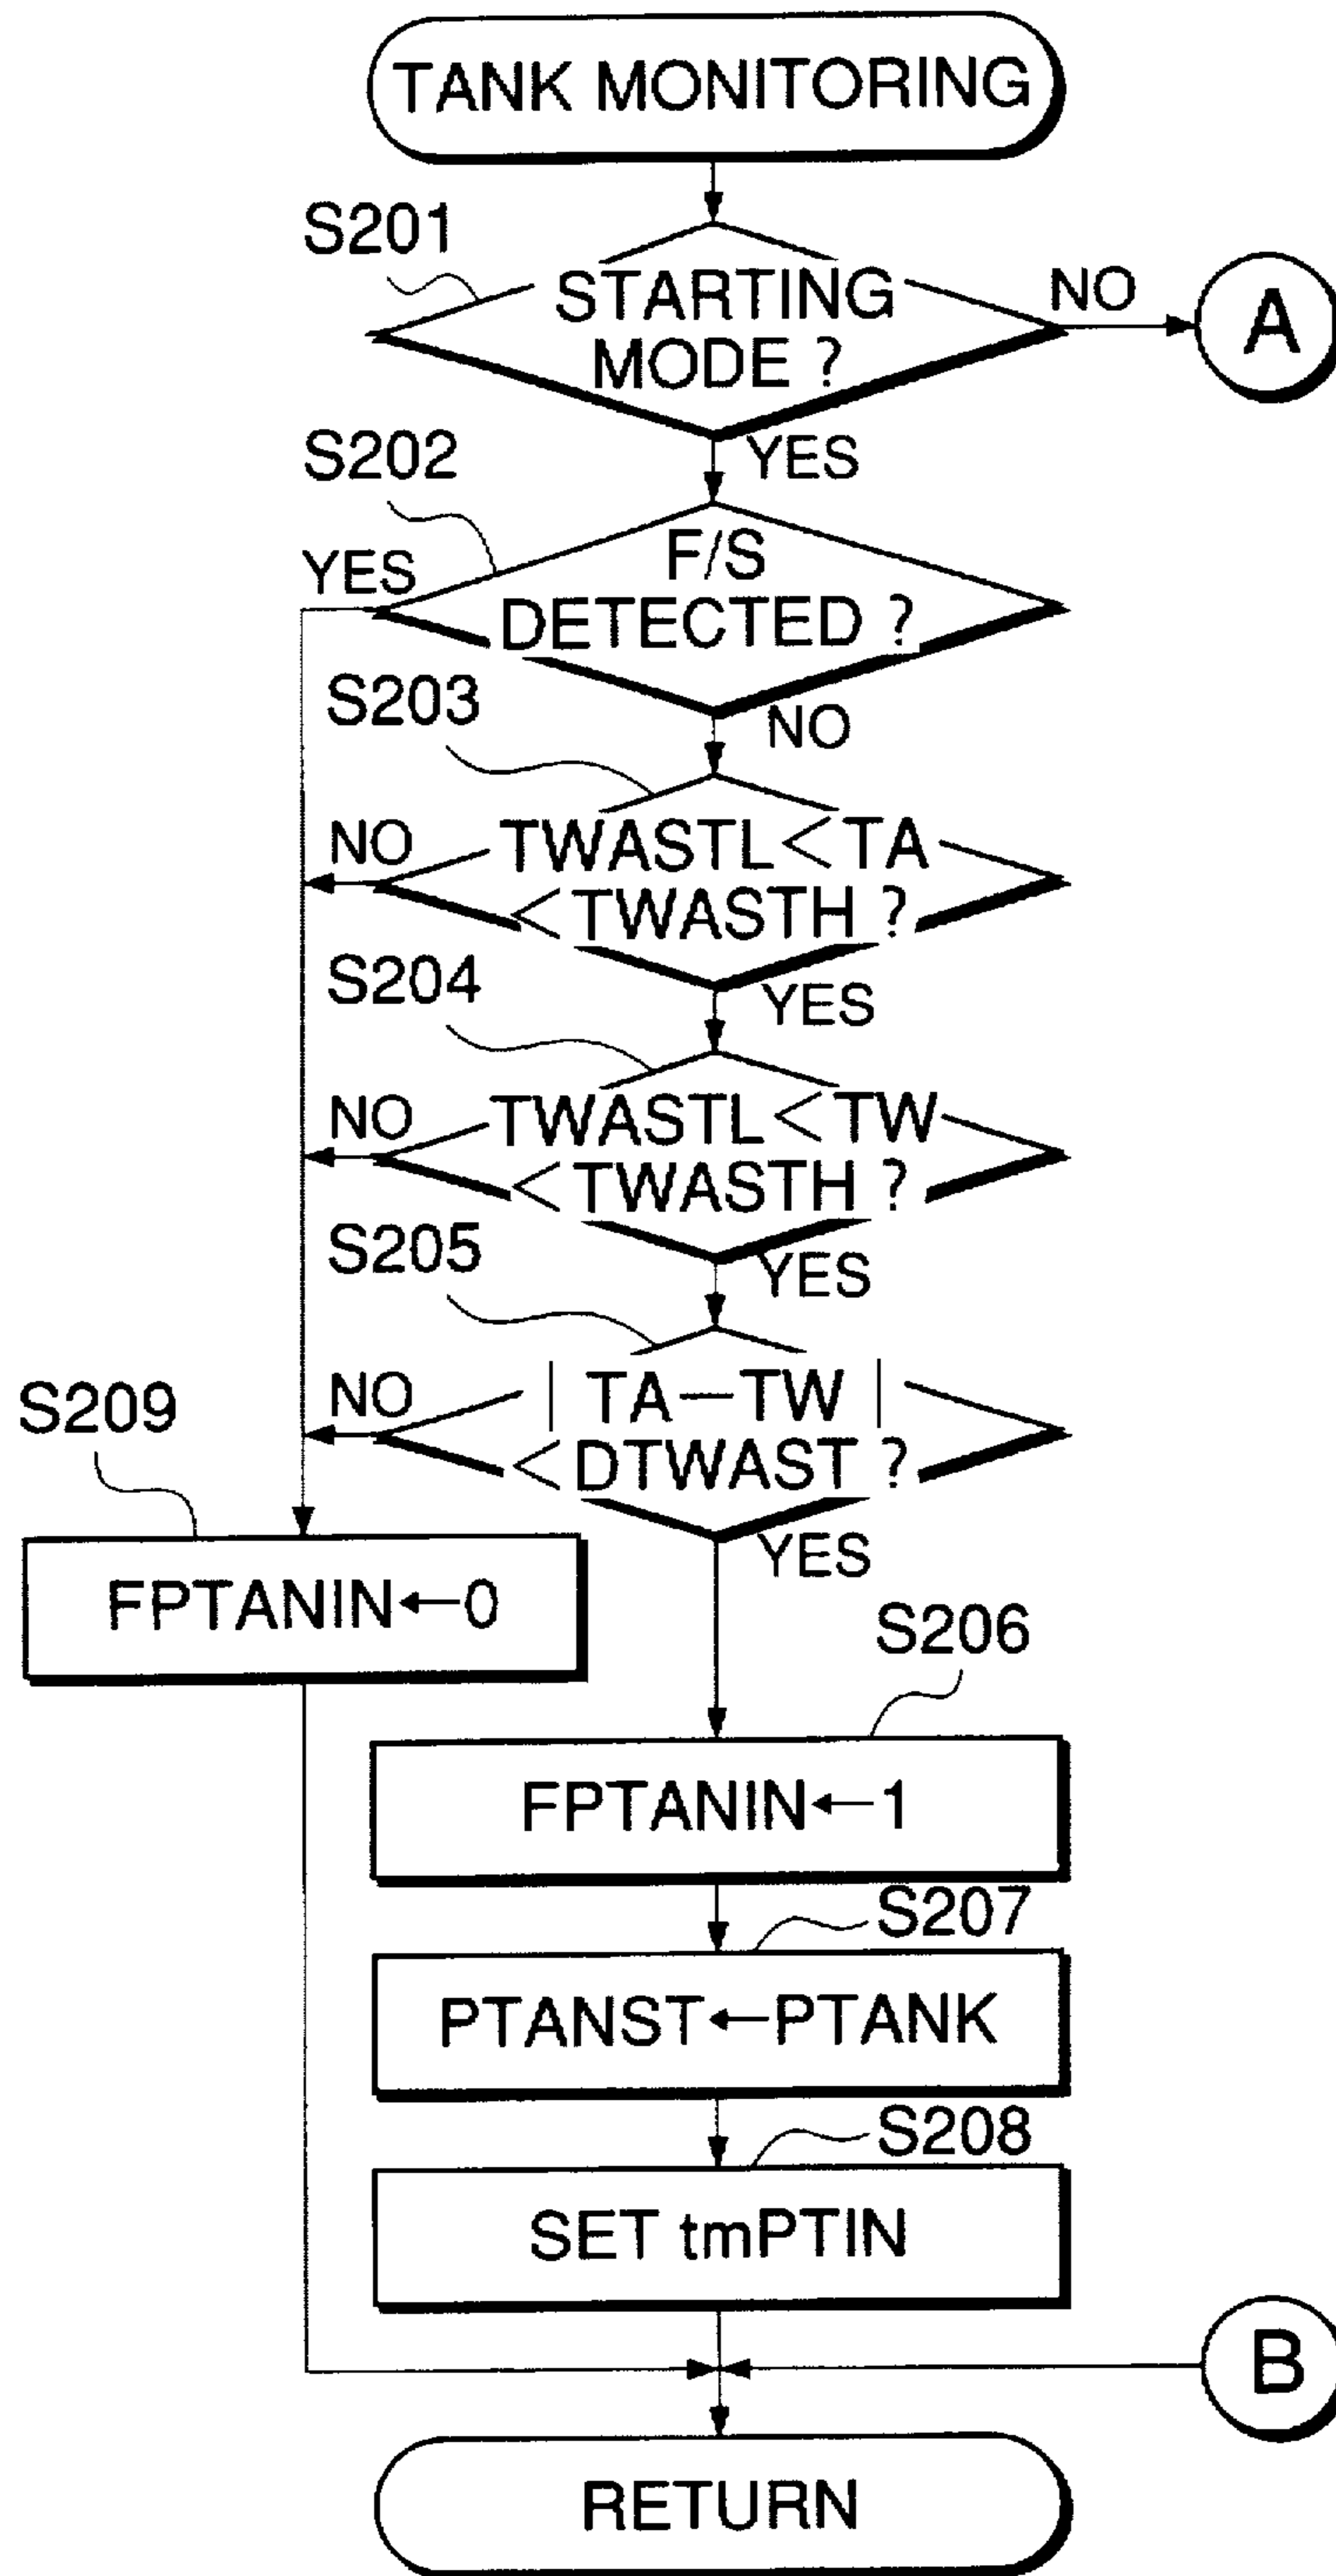 TANK MONITORING
S201
STARTING
MODE ?
NO
A
YES
S202
F/S
DETECTED ?
YES
NO
S203
TWASTL<TA
<TWASTH ?
NO
YES
S204
TWASTL<TW
<TWASTH ?
NO
YES
S205
| TA－TW |
<DTWAST ?
NO
YES
S209
FPTANIN←0
S206
FPTANIN←1
S207
PTANST←PTANK
S208
SET tmPTIN
B
RETURN